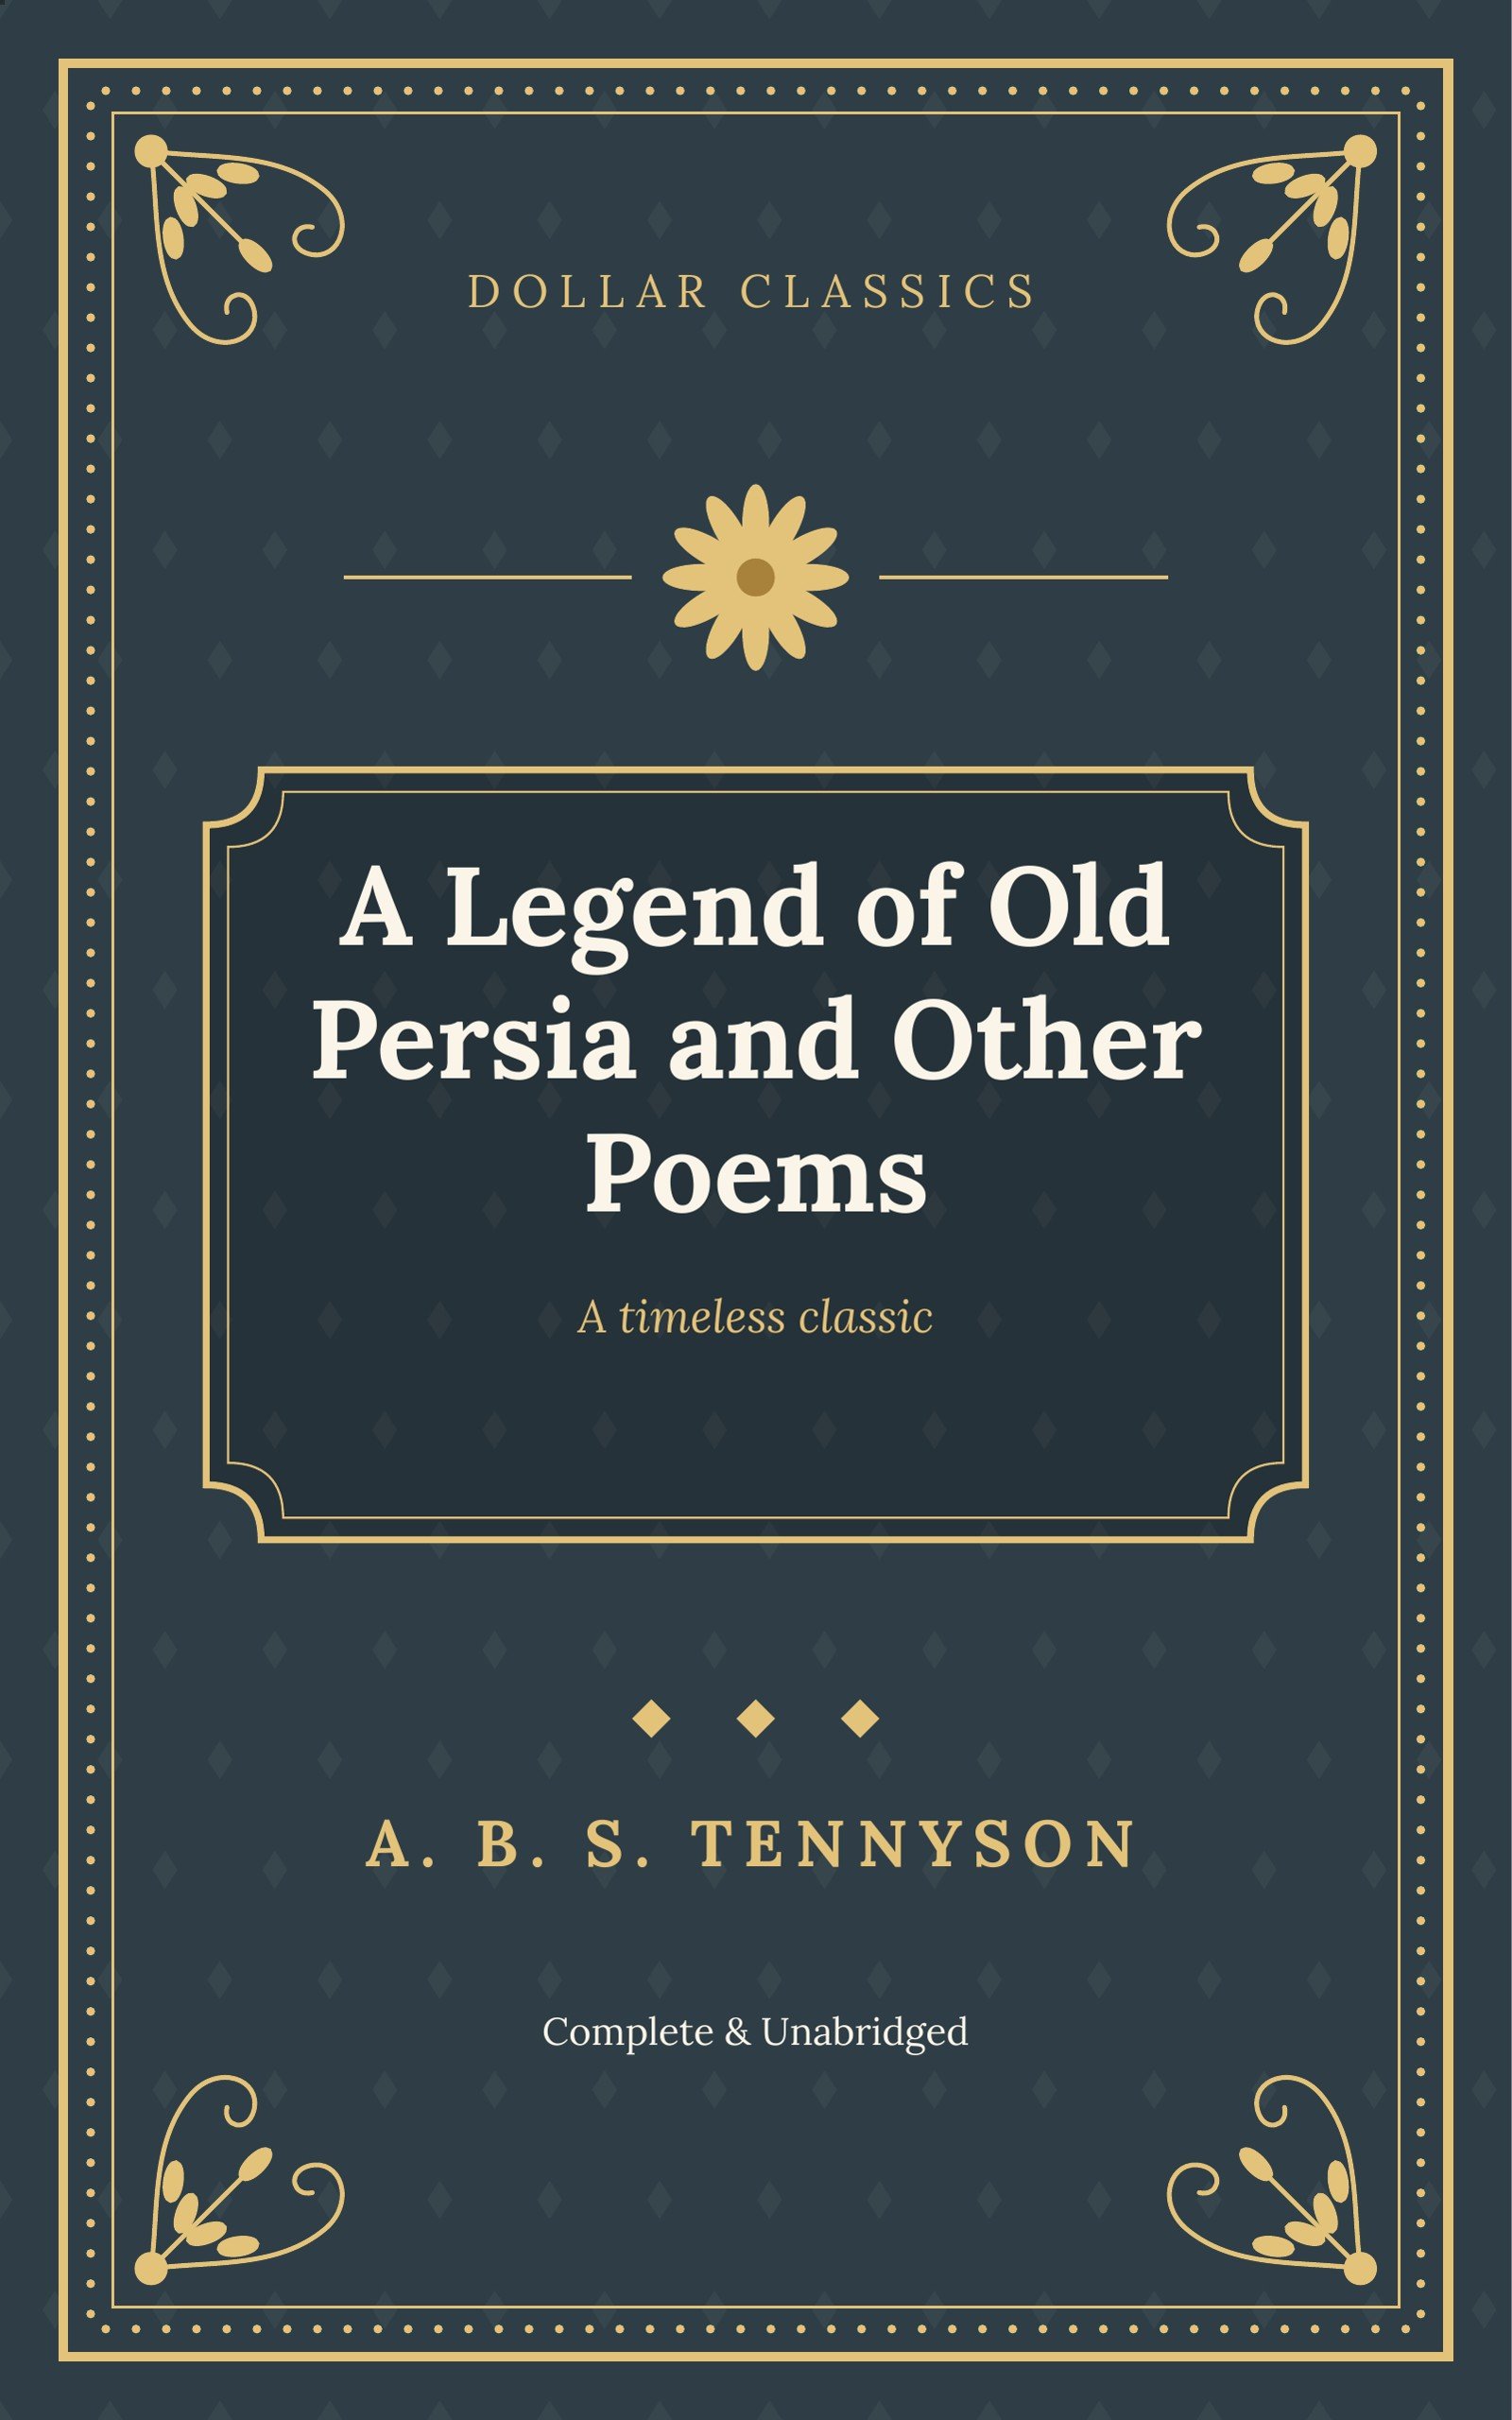 DOLLAR CLASSICS
A Legend of Old
Persia and Other
Poems
A timeless classic
A. B. S. TENNYSON
Complete & Unabridged